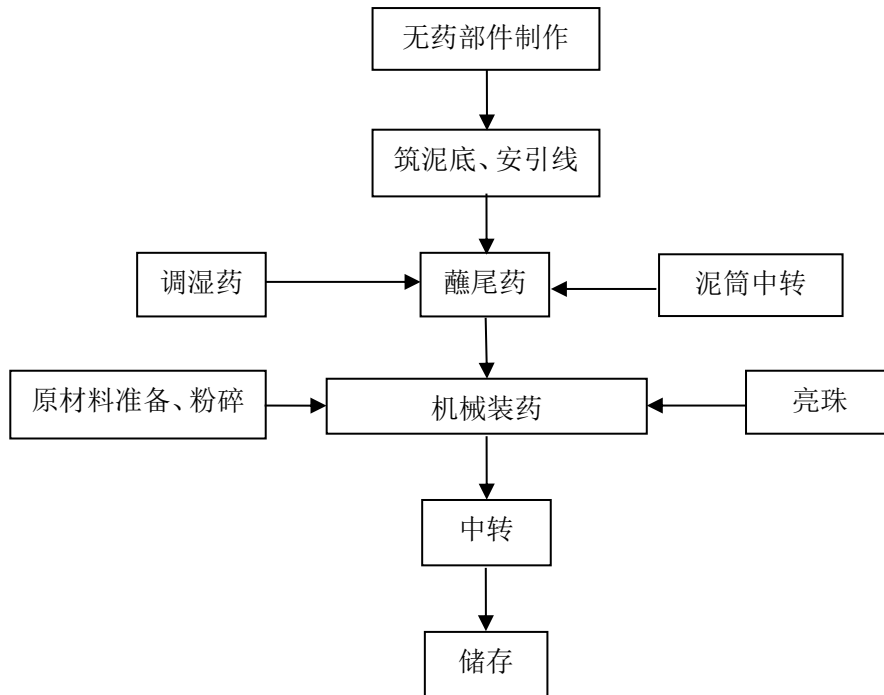 无药部件制作
筑泥底、安引线
调湿药
蘸尾药
泥筒中转
原材料准备、粉碎
机械装药
亮珠
中转
储存